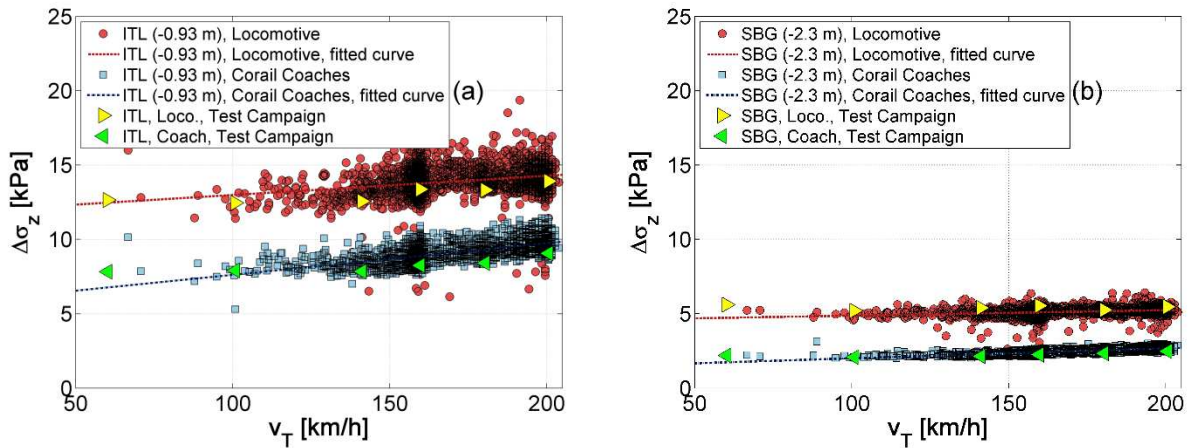 25
20
15
10
5
0
50
100
150
200
Δσz [kPa]
vT [km/h]
ITL (-0.93 m), Locomotive
ITL (-0.93 m), Locomotive, fitted curve
ITL (-0.93 m), Corail Coaches
ITL (-0.93 m), Corail Coaches, fitted curve
ITL, Loco., Test Campaign
ITL, Coach, Test Campaign
(a)
25
20
15
10
5
0
50
100
150
200
Δσz [kPa]
vT [km/h]
SBG (-2.3 m), Locomotive
SBG (-2.3 m), Locomotive, fitted curve
SBG (-2.3 m), Corail Coaches
SBG (-2.3 m), Corail Coaches, fitted curve
SBG, Loco., Test Campaign
SBG, Coach, Test Campaign
(b)